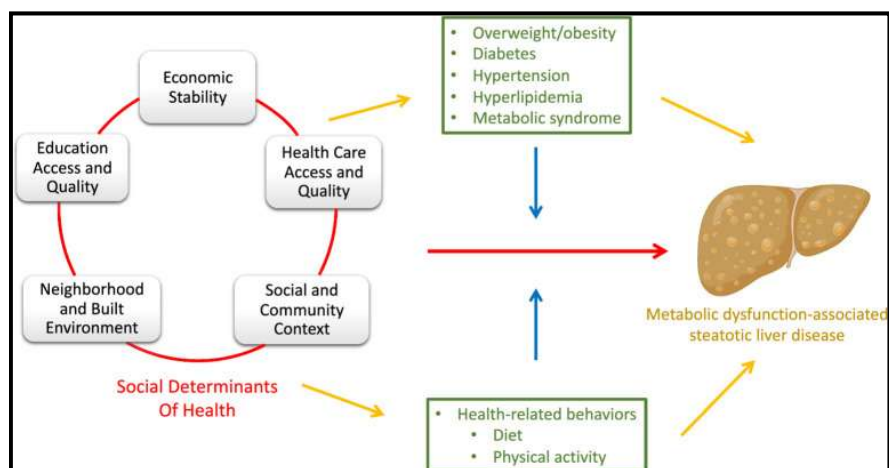 Economic
Stability
Education
Access and
Quality
Health Care
Access and
Quality
Neighborhood
and Built
Environment
Social and
Community
Context
Social Determinants
Of Health
• Overweight/obesity
• Diabetes
• Hypertension
• Hyperlipidemia
• Metabolic syndrome
• Health-related behaviors
• Diet
• Physical activity
Metabolic dysfunction-associated
steatotic liver disease